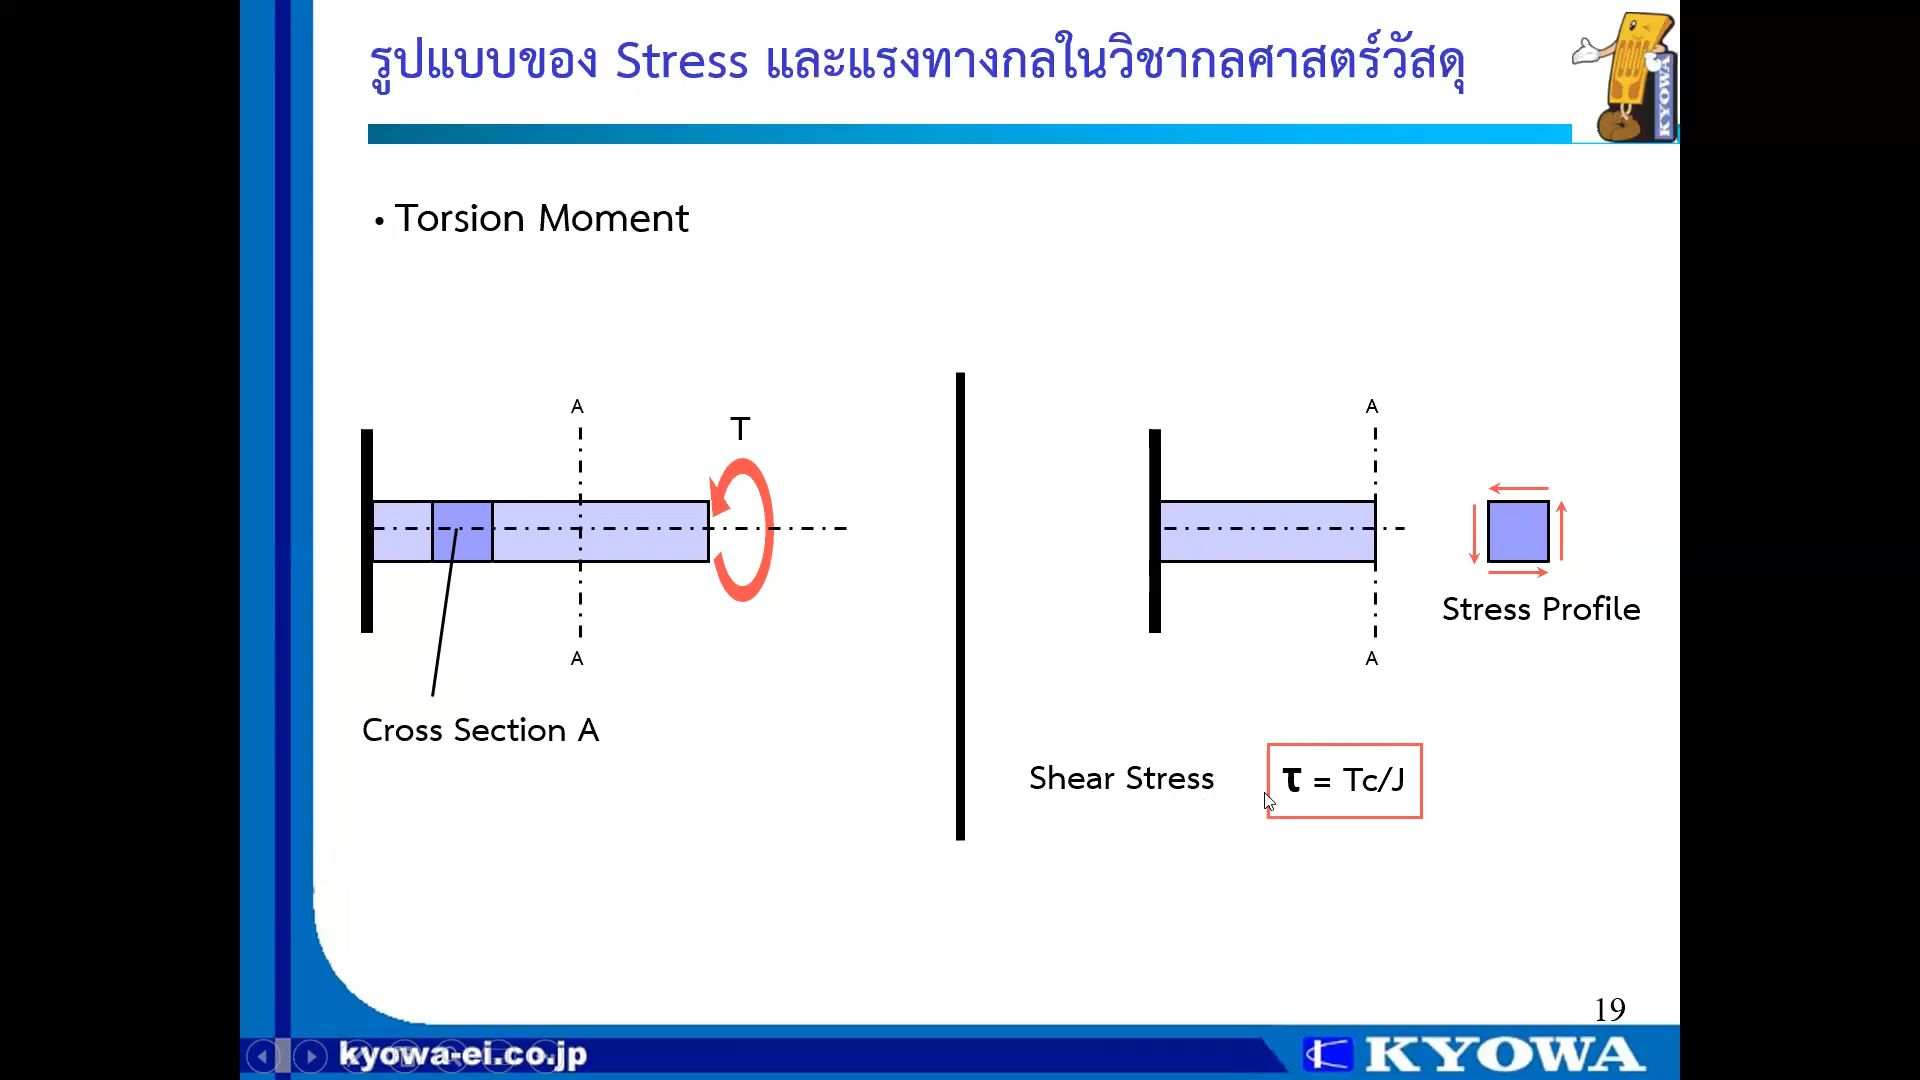 รูปแบบของ Stress และแรงทางกลในวิชากลศาสตร์วัสดุ
KYOWA
• Torsion Moment
A
T
A
Cross Section A
A
A
Stress Profile
Shear Stress
τ = Tc/J
19
kyowa-ei.co.jp
KYOWA